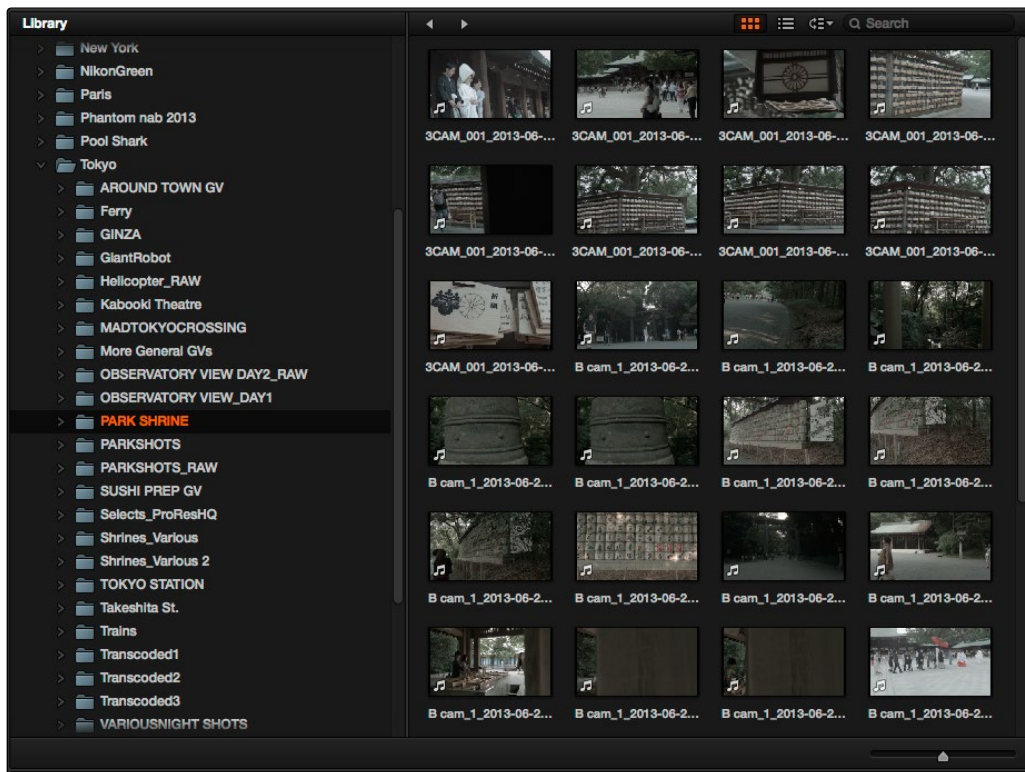 Library
Search
New York
NikonGreen
Paris
Phantom nab 2013
Pool Shark
Tokyo
AROUND TOWN GV
Ferry
GINZA
GiantRobot
Helicopter_RAW
Kabooki Theatre
MADTOKYOCROSSING
More General GVs
OBSERVATORY VIEW DAY2_RAW
OBSERVATORY VIEW_DAY1
PARK SHRINE
PARKSHOTS
PARKSHOTS_RAW
SUSHI PREP GV
Selects_ProResHQ
Shrines_Various
Shrines_Various 2
TOKYO STATION
Takeshita St.
Trains
Transcoded1
Transcoded2
Transcoded3
VARIOUSNIGHT SHOTS
3CAM_001_2013-06-... 3CAM_001_2013-06-... 3CAM_001_2013-06-... 3CAM_001_2013-06-...
3CAM_001_2013-06-... 3CAM_001_2013-06-... 3CAM_001_2013-06-... 3CAM_001_2013-06-...
3CAM_001_2013-06-... B cam_1_2013-06-2... B cam_1_2013-06-2... B cam_1_2013-06-2...
B cam_1_2013-06-2... B cam_1_2013-06-2... B cam_1_2013-06-2... B cam_1_2013-06-2...
B cam_1_2013-06-2... B cam_1_2013-06-2... B cam_1_2013-06-2... B cam_1_2013-06-2...
B cam_1_2013-06-2... B cam_1_2013-06-2... B cam_1_2013-06-2... B cam_1_2013-06-2...